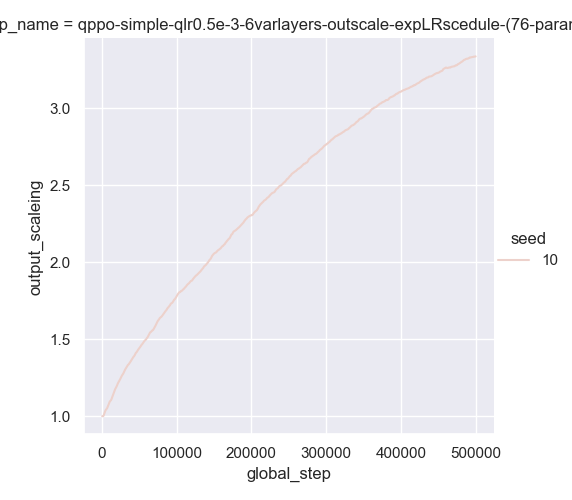 p_name = qppo-simple-qlr0.5e-3-6varlayers-outscale-expLRscedule-(76-parar
3.0
2.5
2.0
1.5
1.0
output_scaleing
0 100000 200000 300000 400000 500000
global_step
seed
10